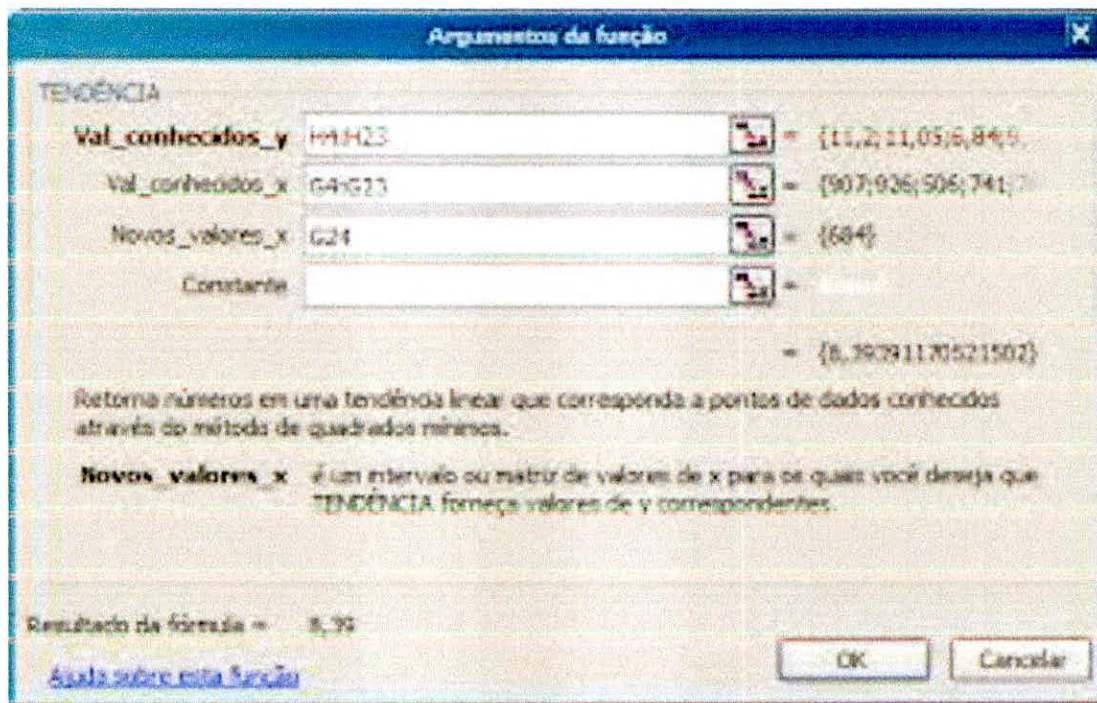 Argumentos da função
TENDÊNCIA
Val_conhecidos_y H4:H23 = {11,2;11,05;6,84;
Val_conhecidos_x G4:G23 = {907;926;506;741;
Novos_valores_x G24 = {684}
Constante =
= {8,393911170521502}
Retorna números em uma tendência linear que corresponda a pontos de dados conhecidos
através do método de quadrados mínimos.
Novos_valores_x é um intervalo ou matriz de valores de x para os quais você deseja que
TENDÊNCIA forneça valores de y correspondentes.
Resultado da fórmula = 8,39
Ajuda sobre esta função
OK Cancelar